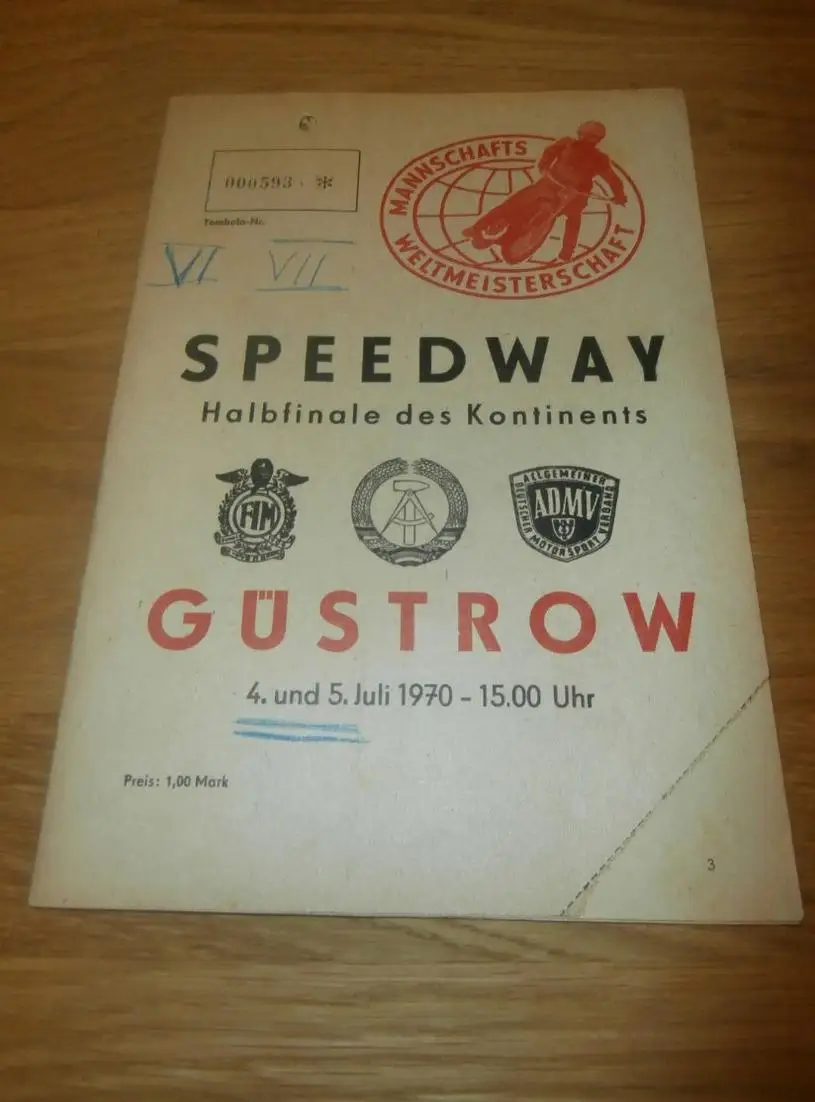 000593 *
Tombola-Nr.
VI VII
MANNSCHAFTS
WELTMEISTERSCHAFT
SPEEDWAY
Halbfinale des Kontinents
FIM
ALLGEMEINER
DEUTSCHER
MOTORSPORT VERBAND
ADMV
GÜSTROW
4. und 5. Juli 1970 - 15.00 Uhr
Preis: 1,00 Mark
3